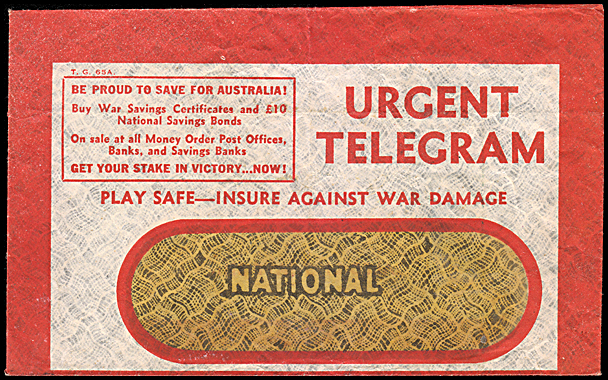 T. G. 65A.
BE PROUD TO SAVE FOR AUSTRALIA!
Buy War Savings Certificates and £10
National Savings Bonds
On sale at all Money Order Post Offices,
Banks, and Savings Banks
GET YOUR STAKE IN VICTORY...NOW!
URGENT
TELEGRAM
PLAY SAFE—INSURE AGAINST WAR DAMAGE
NATIONAL